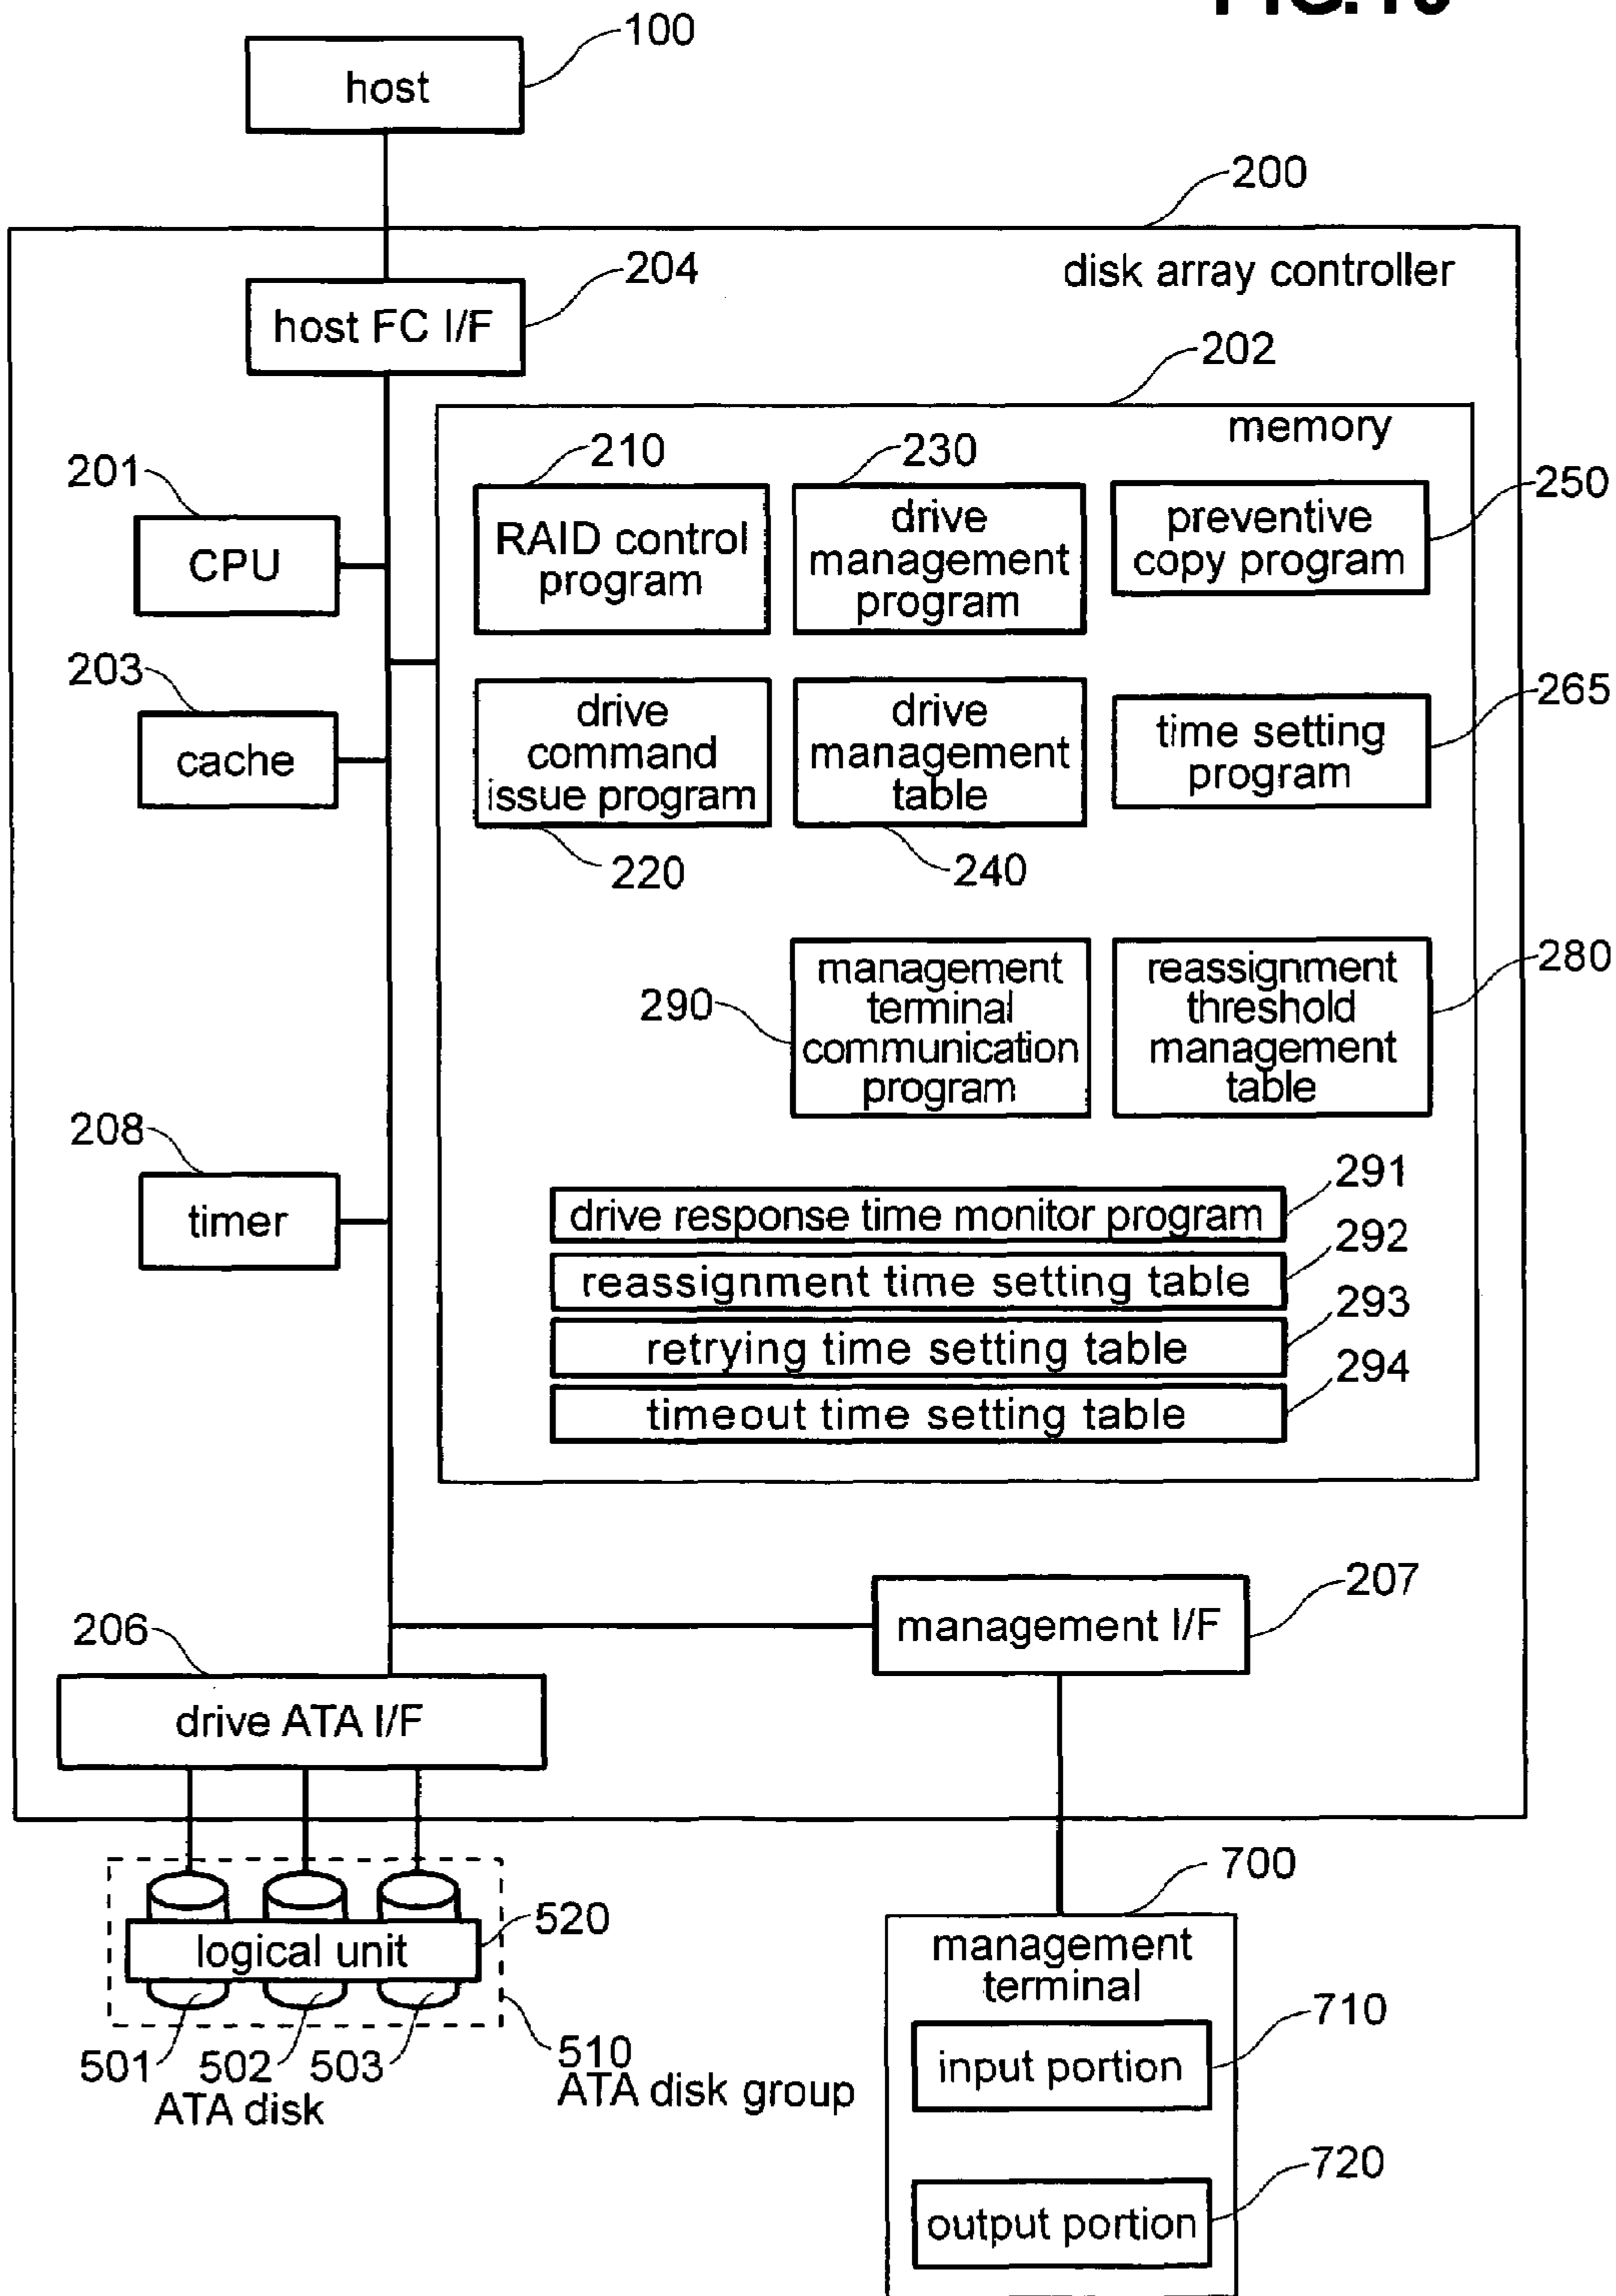 100
host
200
204
disk array controller
host FC I/F
202
memory
210
230
201
250
RAID control
program
drive
management
program
preventive
copy program
CPU
203
265
drive
command
issue program
drive
management
table
time setting
program
cache
220
240
280
290
management
terminal
communication
program
reassignment
threshold
management
table
208
291
timer
drive response time monitor program
292
reassignment time setting table
293
retrying time setting table
294
timeout time setting table
207
206
management I/F
drive ATA I/F
700
520
logical unit
management
terminal
710
501
502
503
510
ATA disk group
ATA disk
input portion
720
output portion